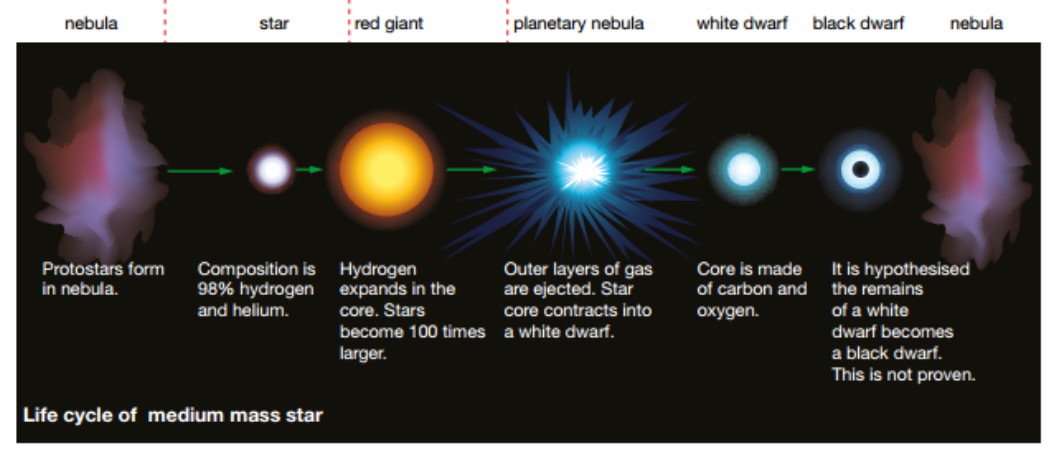 nebula
star
red giant
planetary nebula
white dwarf
black dwarf
nebula
Protostars form
in nebula.
Composition is
98% hydrogen
and helium.
Hydrogen
expands in the
core. Stars
become 100 times
larger.
Outer layers of gas
are ejected. Star
core contracts into
a white dwarf.
Core is made
of carbon and
oxygen.
It is hypothesised
the remains
of a white
dwarf becomes
a black dwarf.
This is not proven.
Life cycle of medium mass star